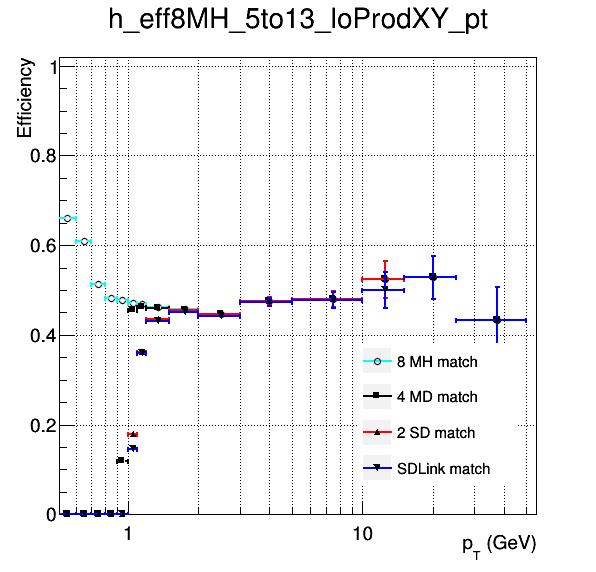 h_eff8MH_5to13_loProdXY_pt
Efficiency
1
0.8
0.6
0.4
0.2
0
8 MH match
4 MD match
2 SD match
SDLink match
1 10
p_T (GeV)